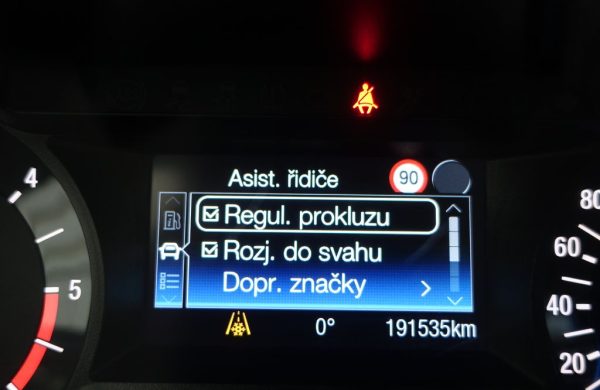 Asist. řidiče 90
4
Regul. prokluzu
Rozj. do svahu
5
Dopr. značky
0° 191535km
80
60
40
20